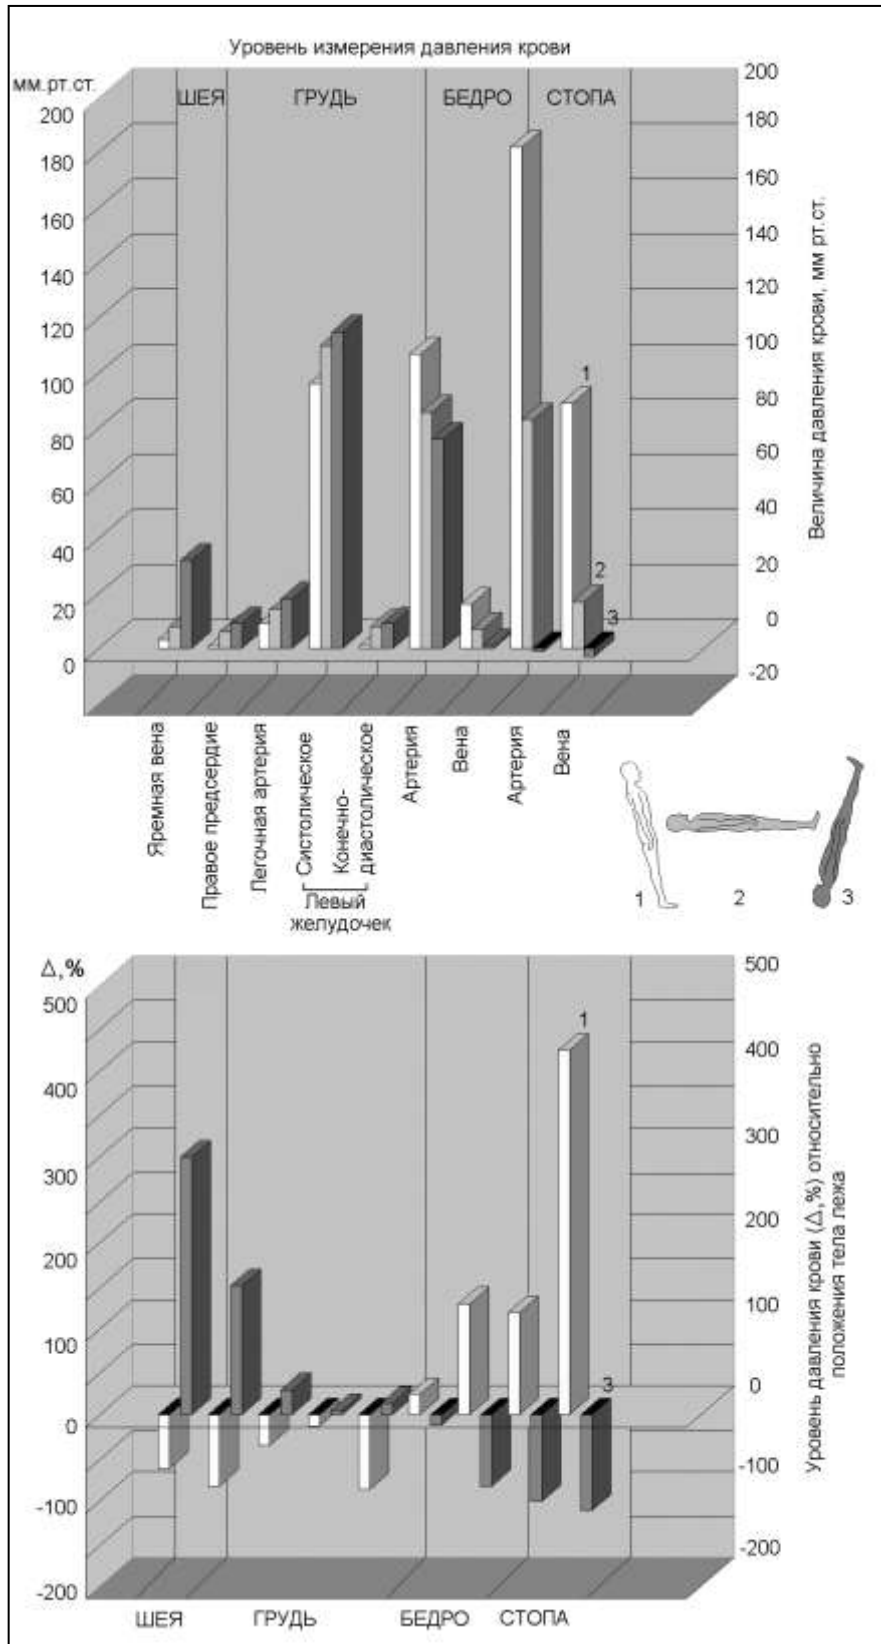 Уровень измерения давления крови
мм.рт.ст.
ШЕЯ ГРУДЬ БЕДРО СТОПА
200
180
160
140
120
100
80
60
40
20
0
200
180
160
140
120
100
80
60
40
20
0
-20
Величина давления крови, мм рт.ст.
1
2
3
Яремная вена
Правое предсердие
Легочная артерия
Систолическое
Конечно-
диастолическое
Левый
желудочек
Артерия
Вена
Артерия
Вена
1 2 3
Δ,%
500
400
300
200
100
0
-100
-200
500
400
300
200
100
0
-100
-200
Уровень давления крови (Δ,%) относительно
положения тела лежа
1
3
ШЕЯ ГРУДЬ БЕДРО СТОПА